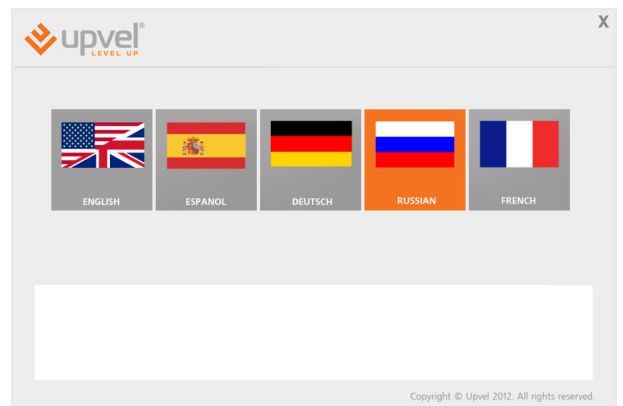 X
upvel®
LEVEL UP
ENGLISH
ESPANOL
DEUTSCH
RUSSIAN
FRENCH
Copyright © Upvel 2012. All rights reserved.